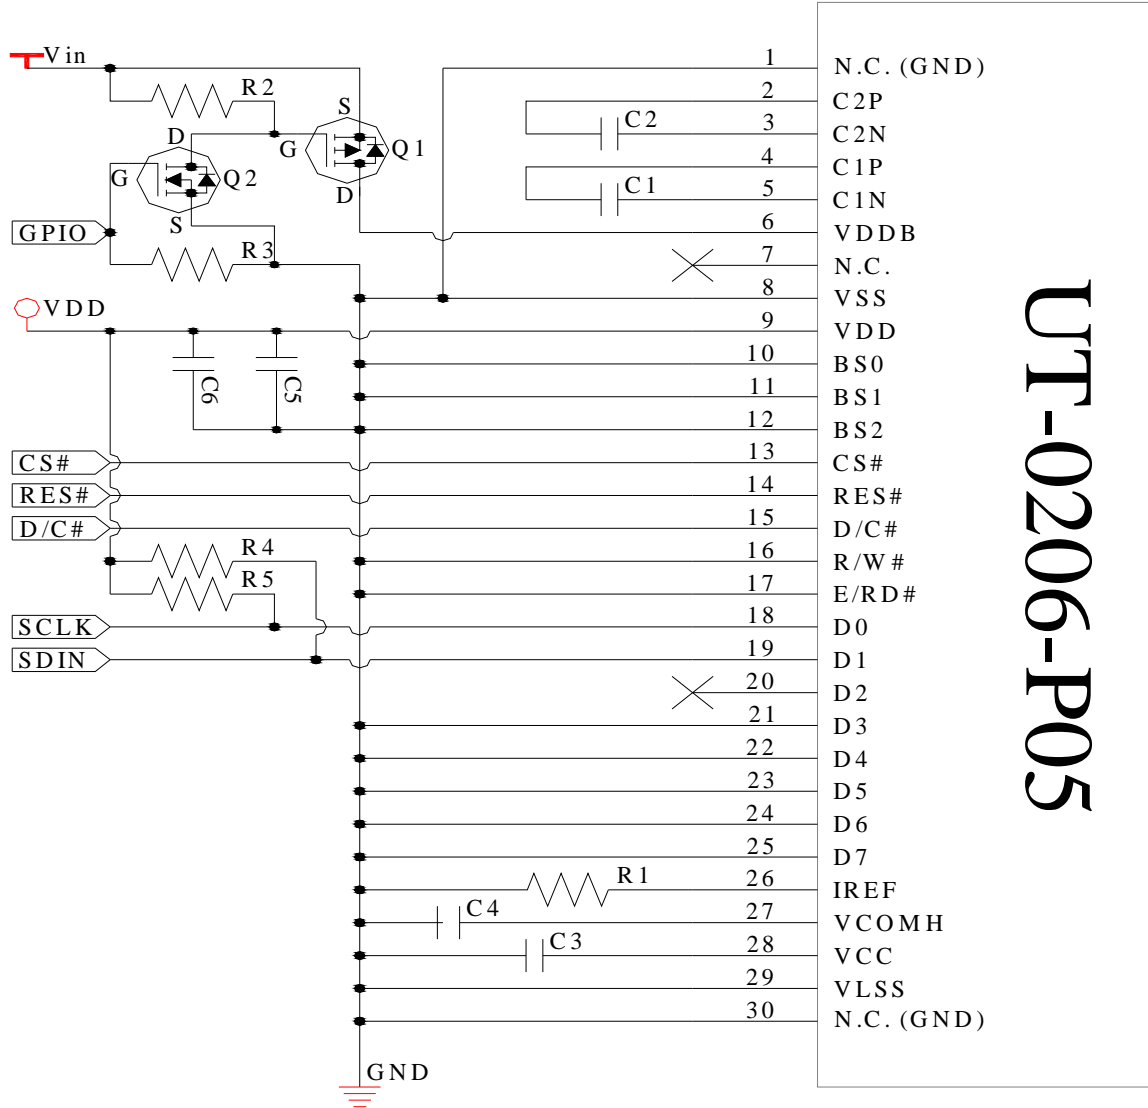 Vin
R2
S
D
G
Q1
G
Q2
D
S
GPIO
R3
VDD
C6
C5
CS#
RES#
D/C#
R4
R5
SCLK
SDIN
C2
C1
R1
C4
C3
GND
1 N.C. (GND)
2 C2P
3 C2N
4 C1P
5 C1N
6 VDDB
7 N.C.
8 VSS
9 VDD
10 BS0
11 BS1
12 BS2
13 CS#
14 RES#
15 D/C#
16 R/W#
17 E/RD#
18 D0
19 D1
20 D2
21 D3
22 D4
23 D5
24 D6
25 D7
26 IREF
27 VCOMH
28 VCC
29 VLSS
30 N.C. (GND)
UT-0206-P05